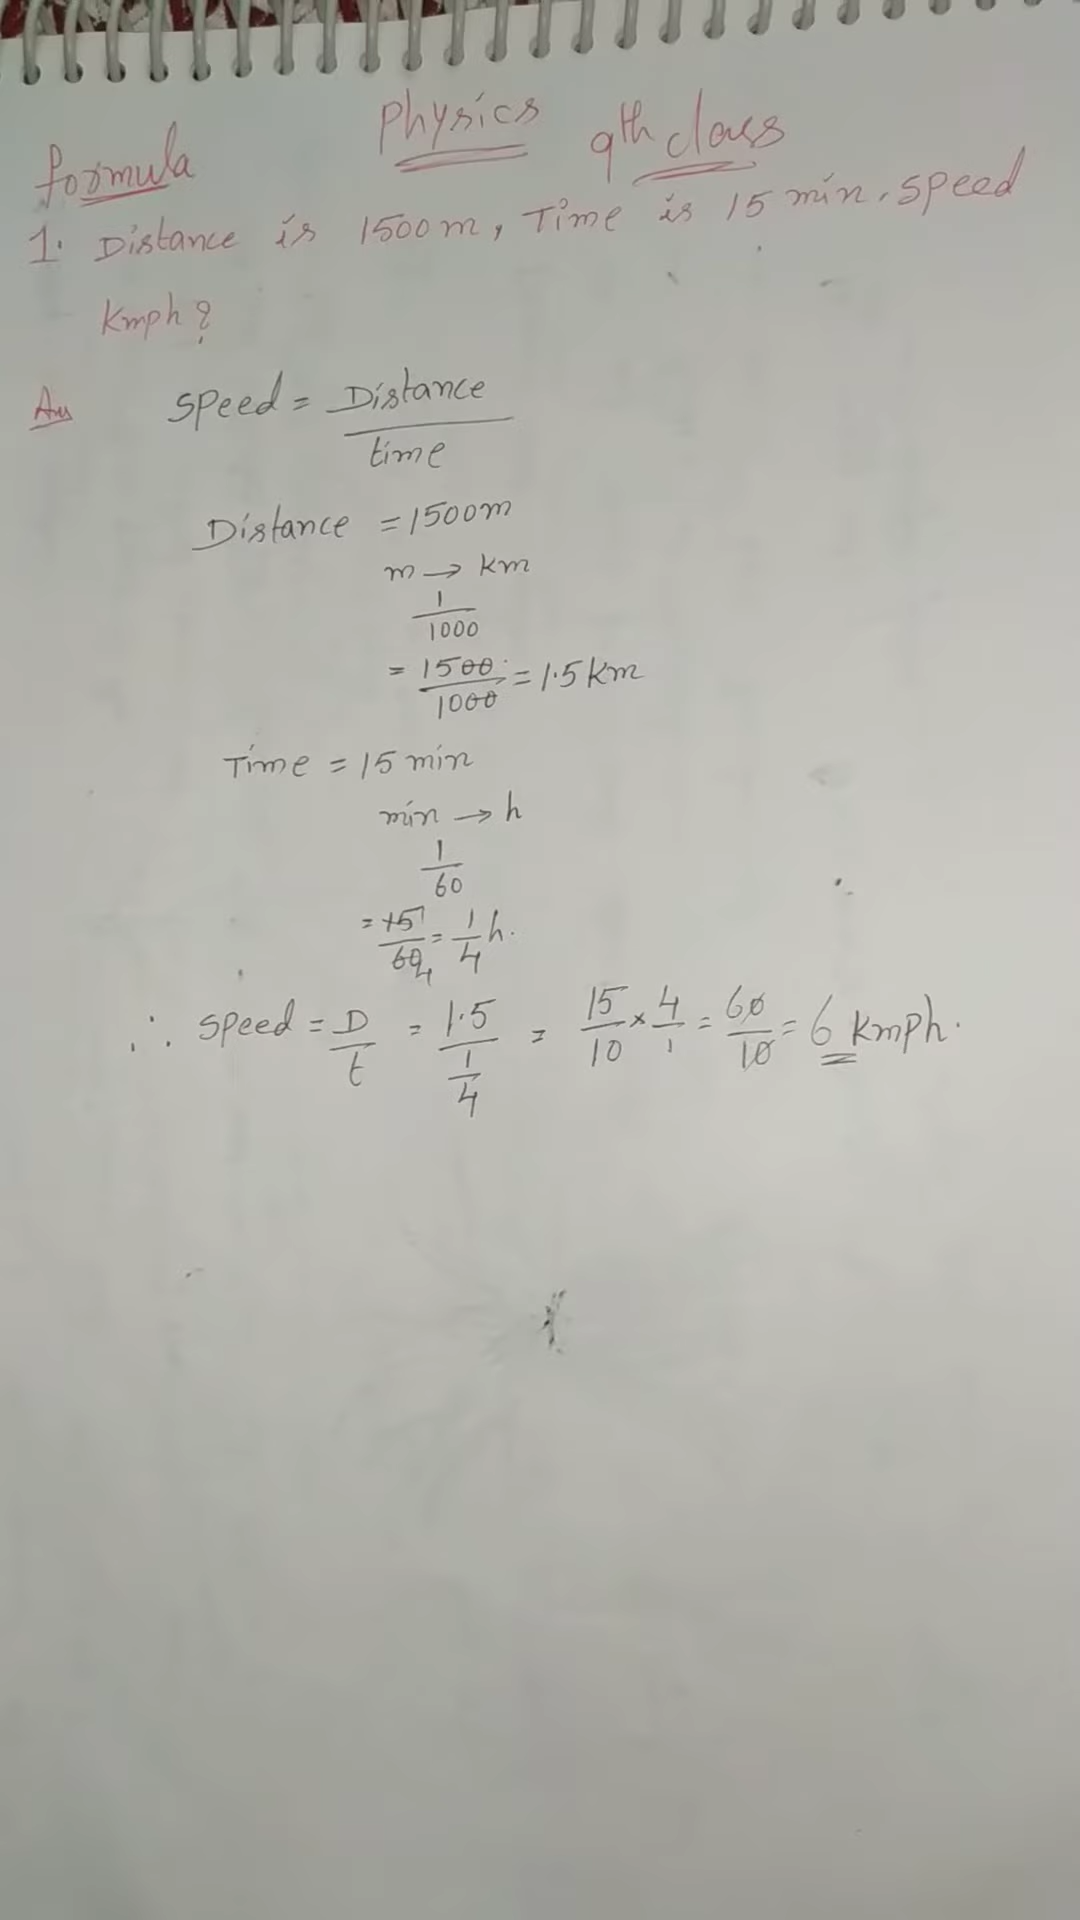 Physics
9th class
formula
1. Distance is 1500m, Time is 15 min. speed
Kmph?
Ans
speed = Distance / time
Distance = 1500m
m → km
1/1000
= 1500/1000 = 1.5 km
Time = 15 min
min → h
1/60
= 15/60 = 1/4 h.
∴ speed = D/t = 1.5/(1/4) = 15/10 × 4/1 = 60/10 = 6 kmph.